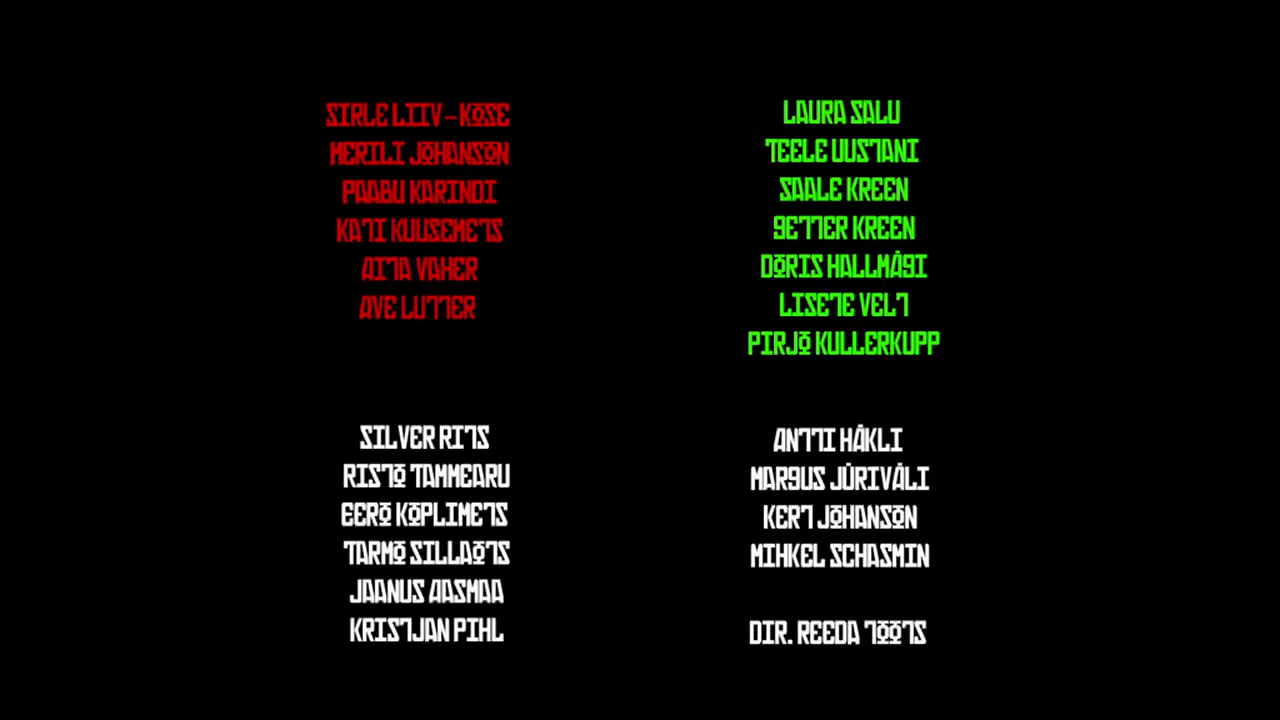 SIRLE LIIV-KOSE
MERILI JOHANSON
PAABU KARINDI
KATI KUUSEMETS
AITA VAHER
AVE LUTTER
LAURA SALU
TEELE UUSTANI
SAALE KREEN
GETTER KREEN
DORIS HALLMÄGI
LISETE VELT
PIRJO KULLERKUPP
SILVER RITS
RISTO TAMMEARU
EERO KOPLIMETS
TARMO SILLAOTS
JAANUS AASMAA
KRISTJAN PIHL
ANTTI HÄKLI
MARGUS JÜRIVÄLI
KERT JOHANSON
MIHKEL SCHASMIN
DIR. REEDA TOOTS